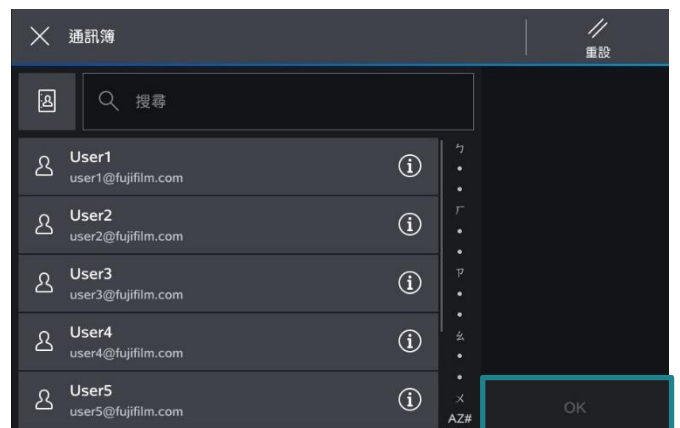 通訊簿
重設
搜尋
User1
user1@fujifilm.com
User2
user2@fujifilm.com
User3
user3@fujifilm.com
User4
user4@fujifilm.com
User5
user5@fujifilm.com
ㄅ
ㄏ
ㄗ
ㄠ
ㄨ
AZ#
OK